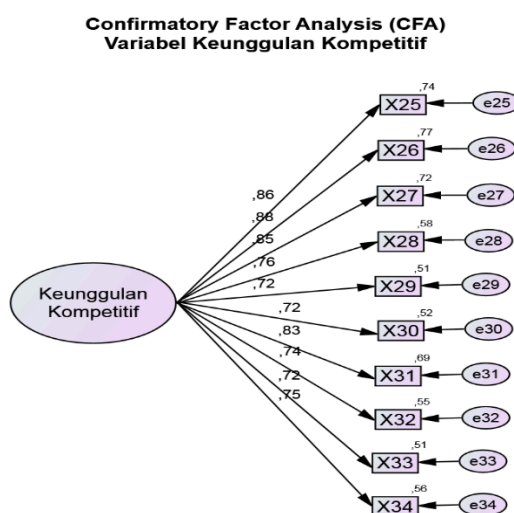 Confirmatory Factor Analysis (CFA)
Variabel Keunggulan Kompetitif
,74
X25
e25
,77
X26
e26
,86
,72
X27
e27
,88
,58
X28
e28
,85
,76
,51
X29
e29
,72
Keunggulan
Kompetitif
,72
,52
X30
e30
,83
,69
X31
e31
,74
,55
X32
e32
,72
,51
X33
e33
,75
,56
X34
e34